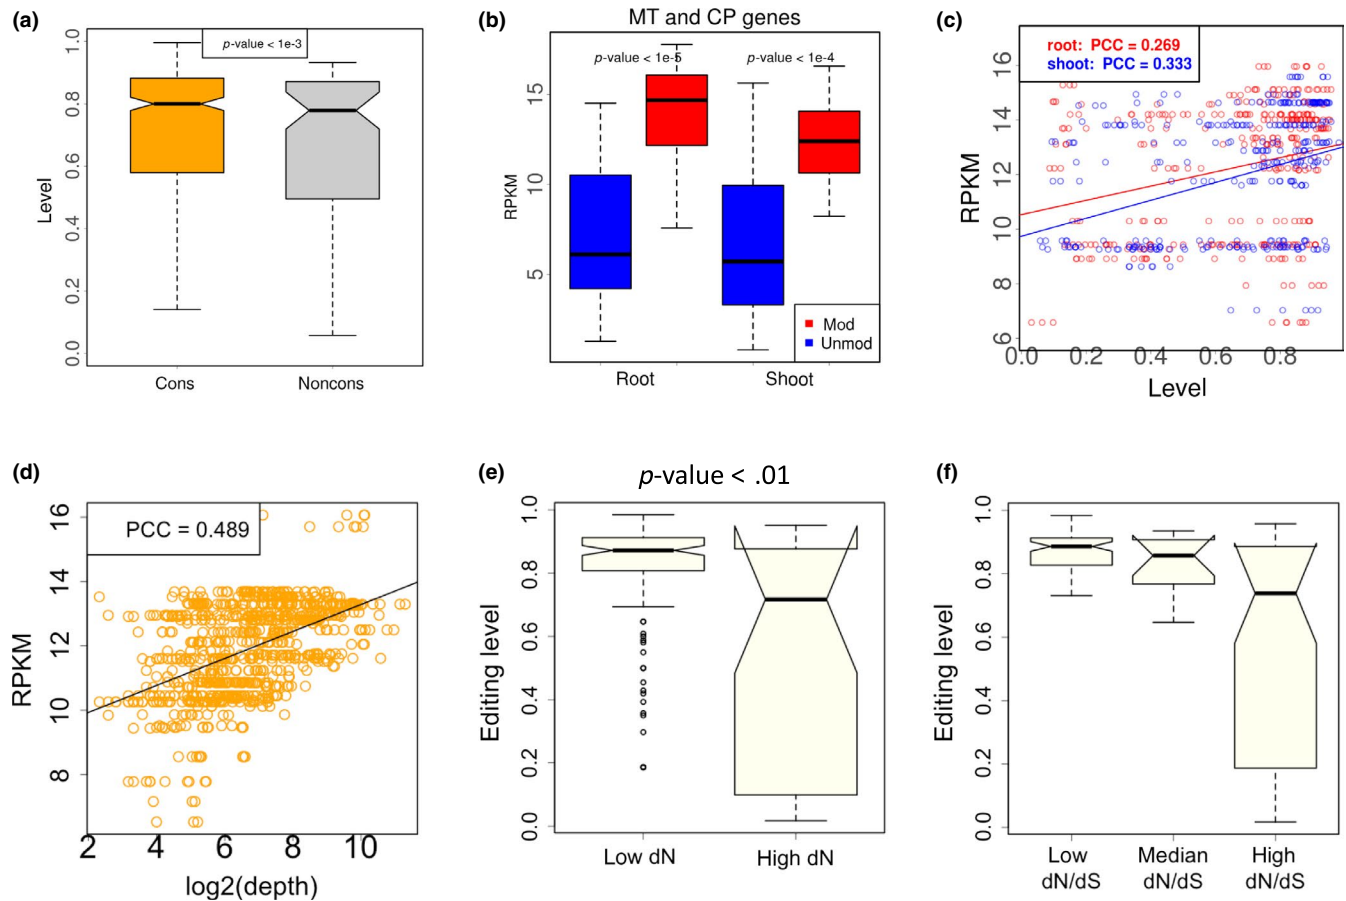 (a)
p-value < 1e-3
Level
0.0
0.2
0.4
0.6
0.8
1.0
Cons
Noncons
(b)
MT and CP genes
p-value < 1e-5
p-value < 1e-4
RPKM
5
10
15
Mod
Unmod
Root
Shoot
(c)
root: PCC = 0.269
shoot: PCC = 0.333
RPKM
6
8
10
12
14
16
0.0
0.2
0.4
0.6
0.8
Level
(d)
PCC = 0.489
RPKM
8
10
12
14
16
2
4
6
8
10
log2(depth)
(e)
p-value < .01
Editing level
0.0
0.2
0.4
0.6
0.8
1.0
Low dN
High dN
(f)
Editing level
0.0
0.2
0.4
0.6
0.8
1.0
Low
dN/dS
Median
dN/dS
High
dN/dS